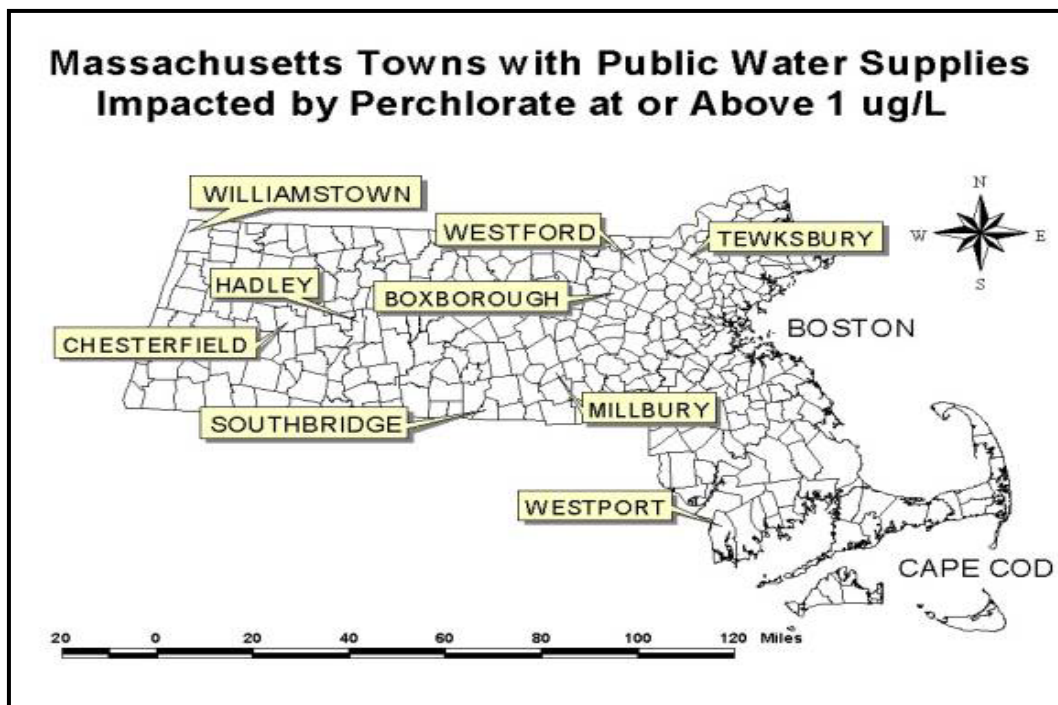 Massachusetts Towns with Public Water Supplies
Impacted by Perchlorate at or Above 1 ug/L
WILLIAMSTOWN
N
WESTFORD
TEWKSBURY
W
E
HADLEY
BOXBOROUGH
S
CHESTERFIELD
BOSTON
SOUTHBRIDGE
MILLBURY
WESTPORT
CAPE COD
20 0 20 40 60 80 100 120 Miles